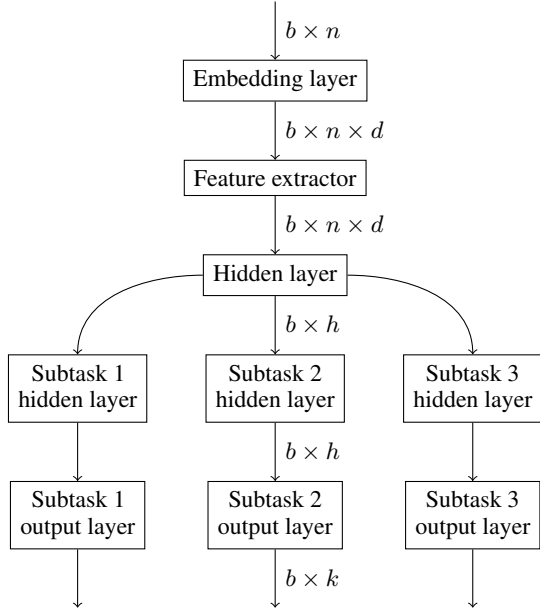 b × n
Embedding layer
b × n × d
Feature extractor
b × n × d
Hidden layer
b × h
Subtask 1
hidden layer
Subtask 2
hidden layer
Subtask 3
hidden layer
b × h
Subtask 1
output layer
Subtask 2
output layer
Subtask 3
output layer
b × k